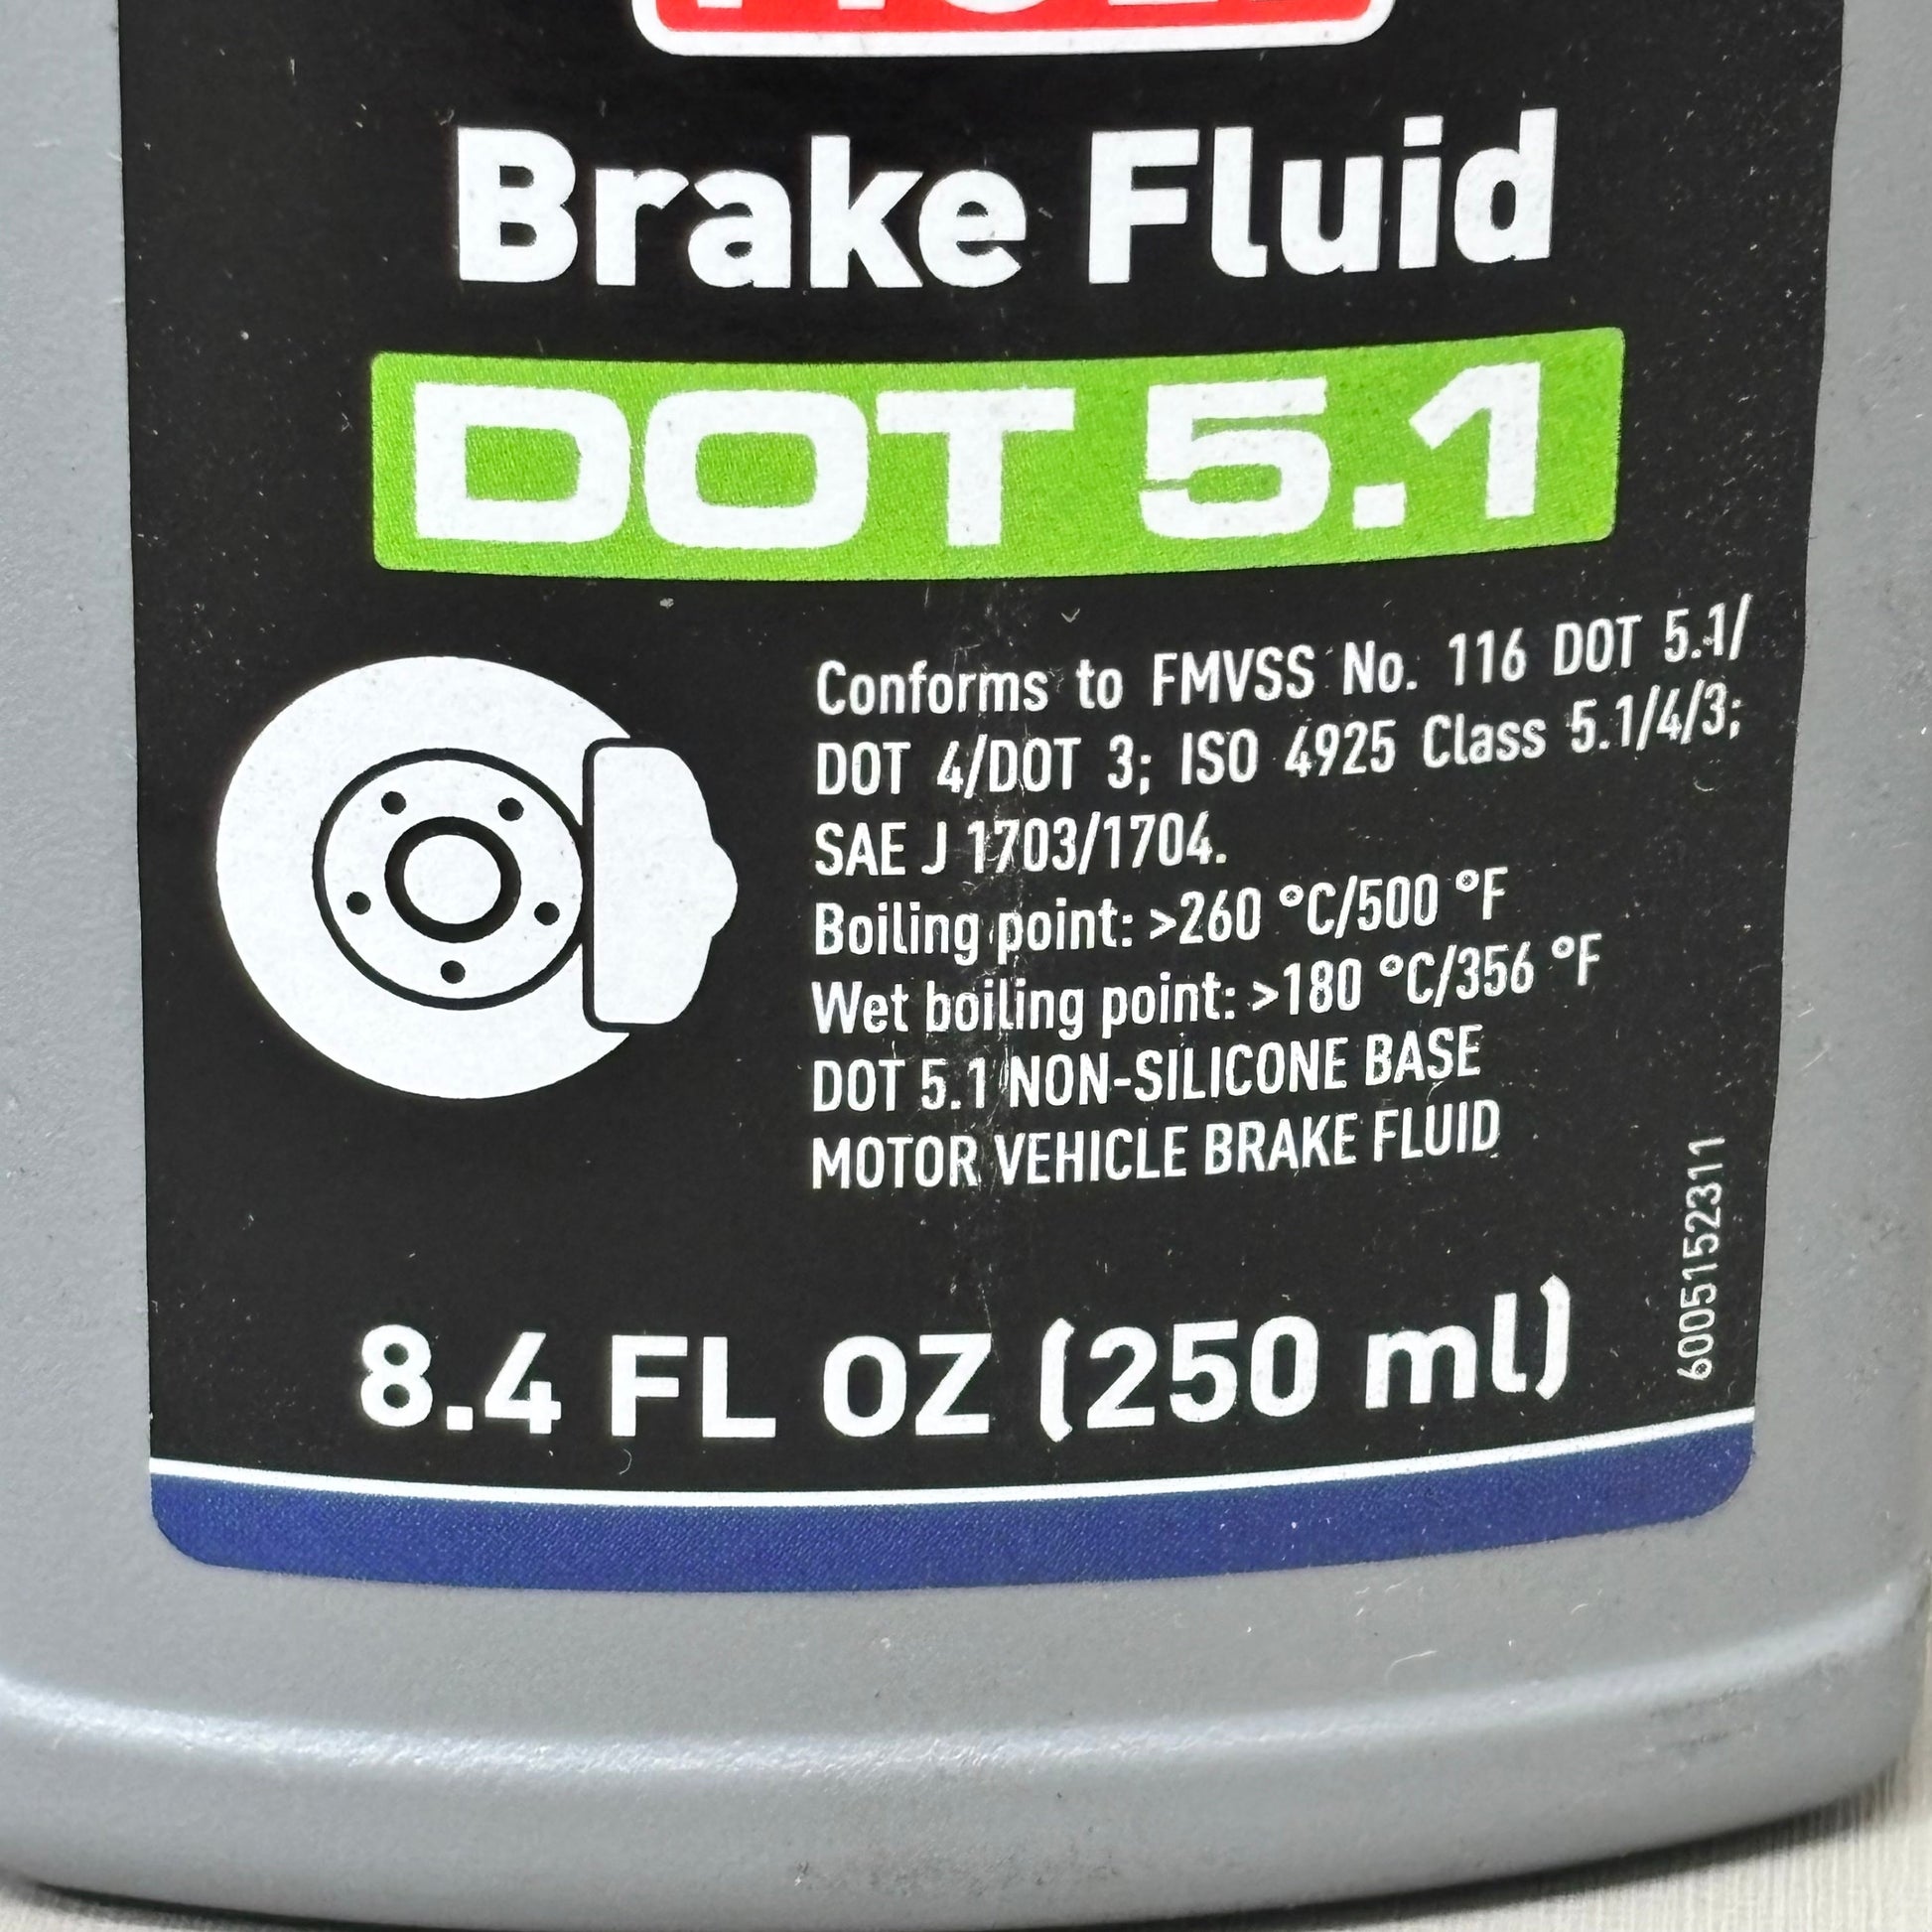 Brake Fluid
DOT 5.1
Conforms to FMVSS No. 116 DOT 5.1/
DOT 4/DOT 3; ISO 4925 Class 5.1/4/3;
SAE J 1703/1704.
Boiling point: >260 °C/500 °F
Wet boiling point: >180 °C/356 °F
DOT 5.1 NON-SILICONE BASE
MOTOR VEHICLE BRAKE FLUID
6005152311
8.4 FL OZ (250 ml)